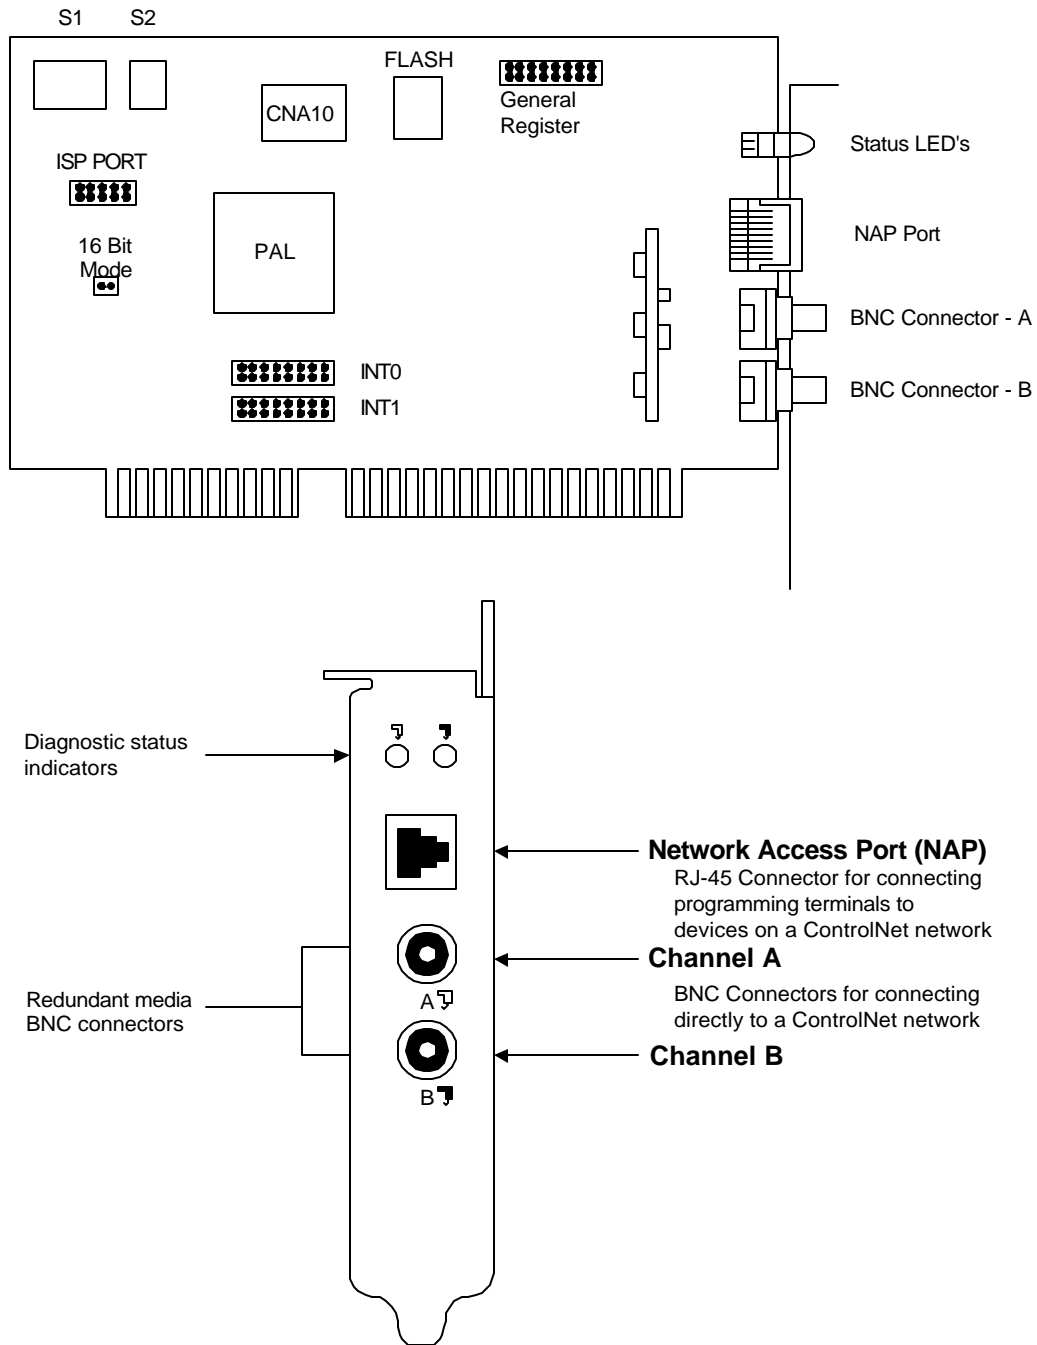 S1 S2
FLASH
CNA10
General
Register
ISP PORT
16 Bit
Mode
PAL
INT0
INT1
Status LED's
NAP Port
BNC Connector - A
BNC Connector - B
Diagnostic status
indicators
Network Access Port (NAP)
RJ-45 Connector for connecting
programming terminals to
devices on a ControlNet network
Channel A
BNC Connectors for connecting
directly to a ControlNet network
Channel B
Redundant media
BNC connectors
A
B